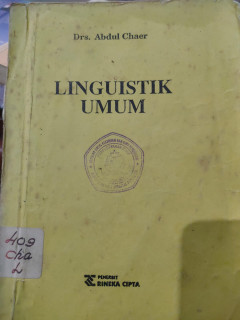 Drs. Abdul Chaer
LINGUISTIK
UMUM
409
Cha
L
PENERBIT
RINEKA CIPTA